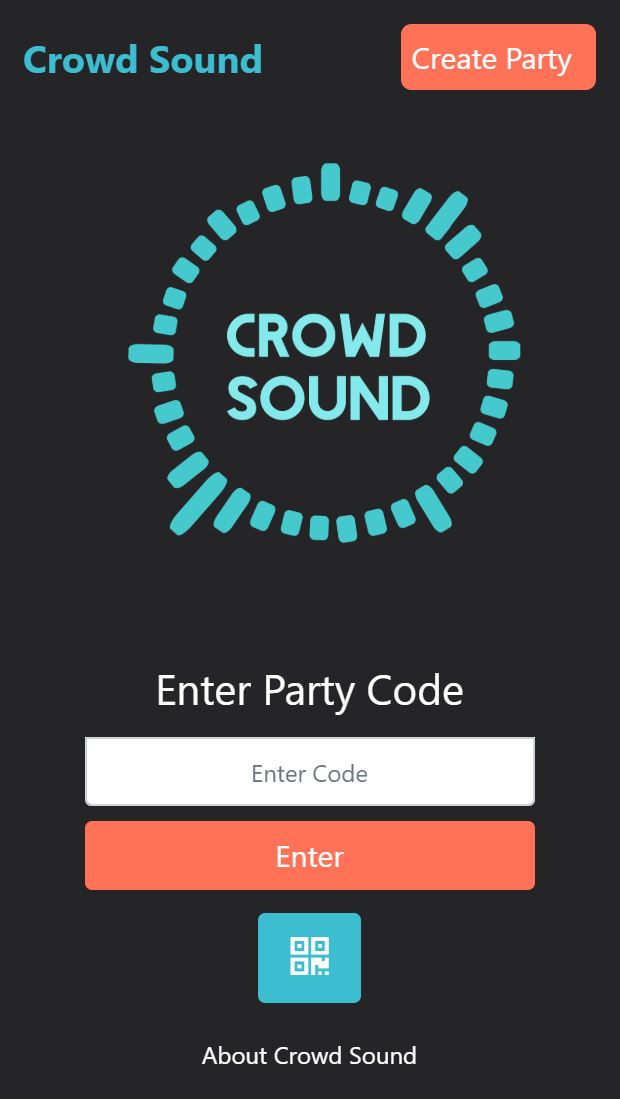 Crowd Sound
Create Party
CROWD
SOUND
Enter Party Code
Enter Code
Enter
About Crowd Sound